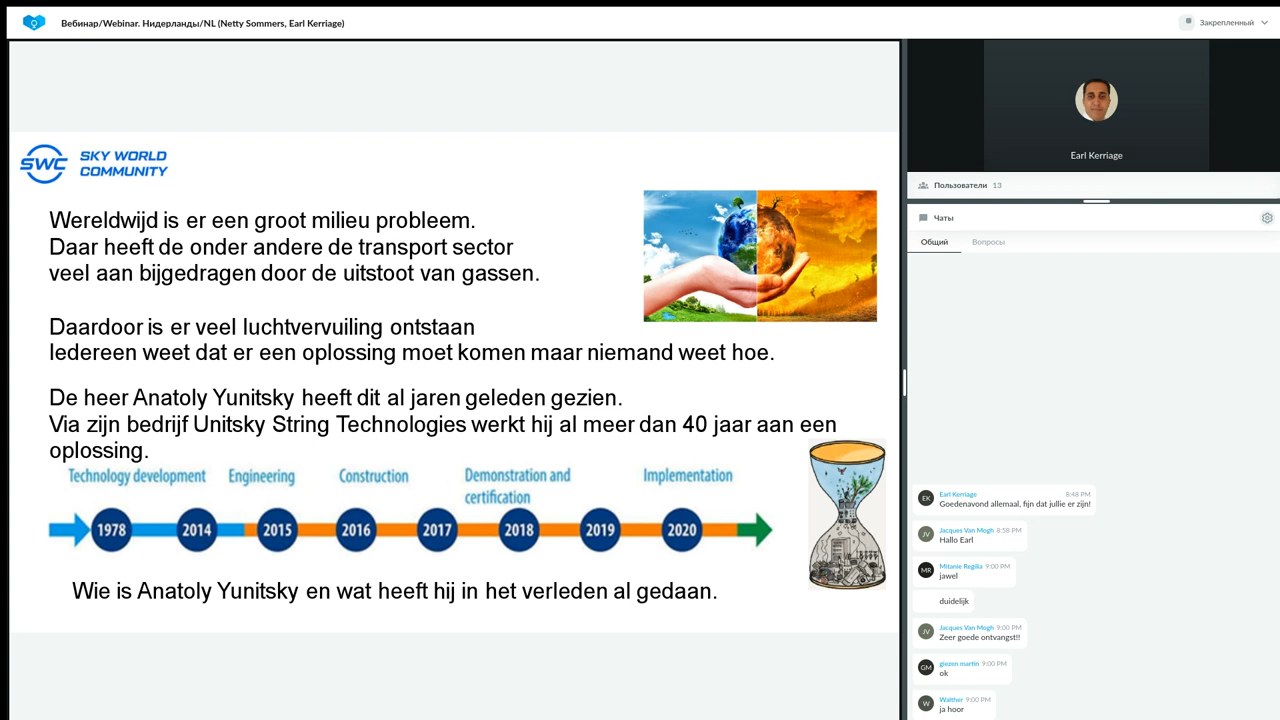 Вебинар/Webinar. Нидерланды/NL (Netty Sommers, Earl Kerriage)
Закрепленный
SWC
SKY WORLD
COMMUNITY
Wereldwijd is er een groot milieu probleem.
Daar heeft de onder andere de transport sector
veel aan bijgedragen door de uitstoot van gassen.
Daardoor is er veel luchtvervuiling ontstaan
Iedereen weet dat er een oplossing moet komen maar niemand weet hoe.
De heer Anatoly Yunitsky heeft dit al jaren geleden gezien.
Via zijn bedrijf Unitsky String Technologies werkt hij al meer dan 40 jaar aan een
oplossing.
Technology development
Engineering
Construction
Demonstration and
certification
Implementation
1978
2014
2015
2016
2017
2018
2019
2020
Wie is Anatoly Yunitsky en wat heeft hij in het verleden al gedaan.
Earl Kerriage
Пользователи 13
Чаты
Общий
Вопросы
EK
Earl Kerriage 8:48 PM
Goedenavond allemaal, fijn dat jullie er zijn!
JV
Jacques Van Mogh 8:58 PM
Hallo Earl
MR
Mitanie Regilia 9:00 PM
jawel
duidelijk
JV
Jacques Van Mogh 9:00 PM
Zeer goede ontvangst!!
GM
giezen martin 9:00 PM
ok
W
Walther 9:00 PM
ja hoor